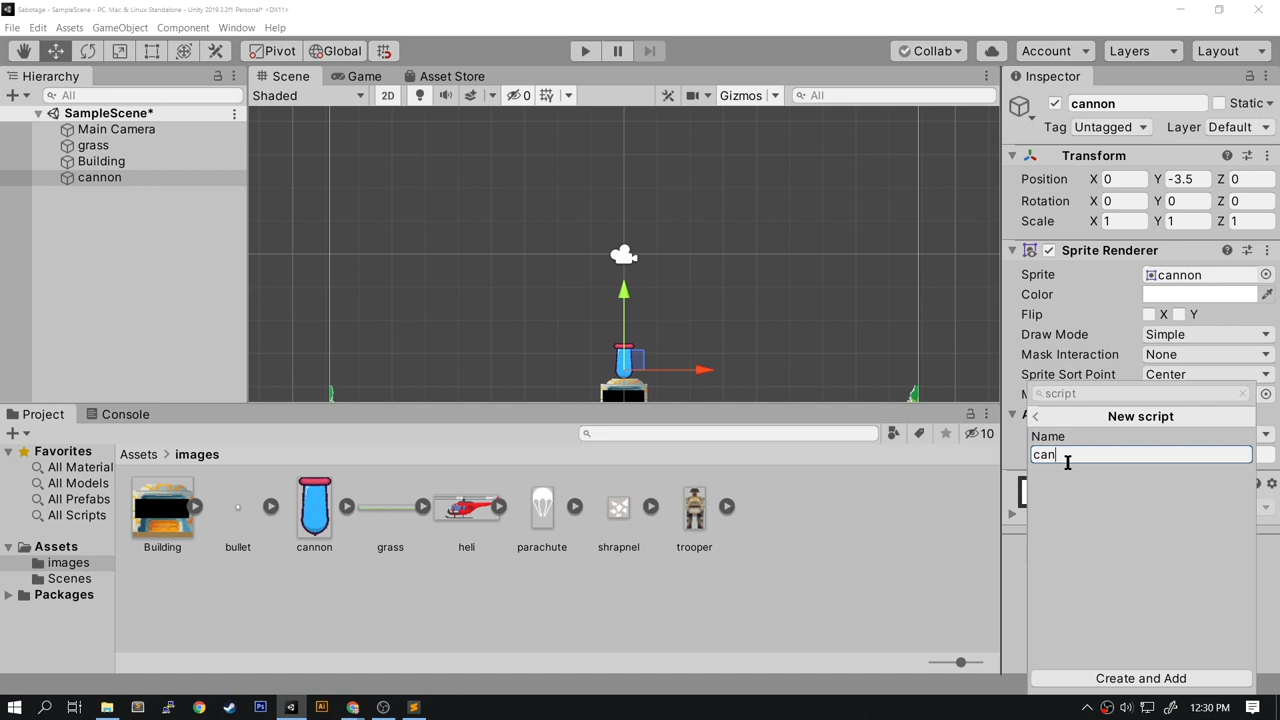 Sabotage - SampleScene - PC, Mac & Linux Standalone - Unity 2019.3.2f1 Personal* <DX11>
File Edit Assets GameObject Component Window Help
Pivot Global Collab Account Layers Layout
Hierarchy
All
SampleScene*
Main Camera
grass
Building
cannon
Scene Game Asset Store
Shaded 2D 0 Gizmos All
Inspector
cannon Static
Tag Untagged Layer Default
Transform
Position X 0 Y -3.5 Z 0
Rotation X 0 Y 0 Z 0
Scale X 1 Y 1 Z 1
Sprite Renderer
Sprite cannon
Color
Flip X Y
Draw Mode Simple
Mask Interaction None
Sprite Sort Point Center
script
New script
Name
can
Create and Add
Project Console
10
Favorites
All Material
All Models
All Prefabs
All Scripts
Assets
images
Scenes
Packages
Assets > images
Building bullet cannon grass heli parachute shrapnel trooper
12:30 PM